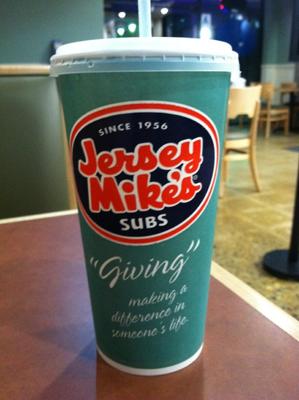 SINCE 1956
Jersey
Mike's
®
SUBS
"Giving"
making a
difference in
someone's life.